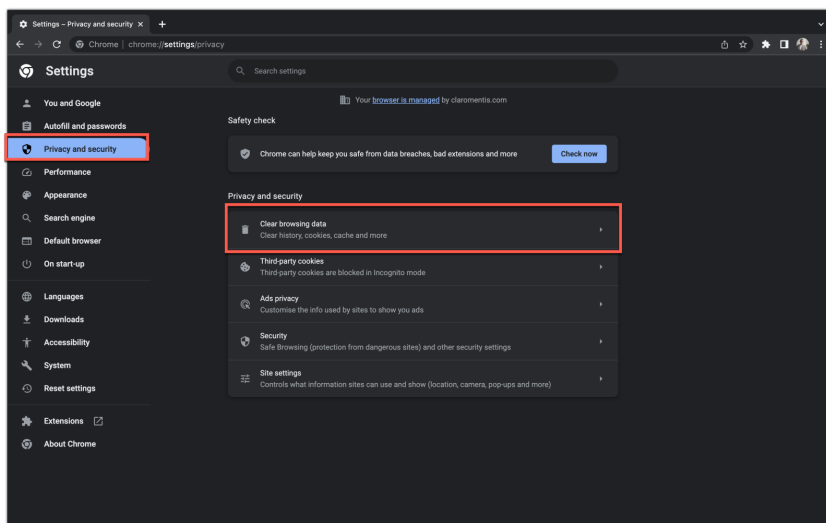 Settings – Privacy and security
Chrome | chrome://settings/privacy
Settings
Search settings
You and Google
Autofill and passwords
Privacy and security
Performance
Appearance
Search engine
Default browser
On start-up
Languages
Downloads
Accessibility
System
Reset settings
Extensions
About Chrome
Your browser is managed by claromentis.com
Safety check
Chrome can help keep you safe from data breaches, bad extensions and more
Check now
Privacy and security
Clear browsing data
Clear history, cookies, cache and more
Third-party cookies
Third-party cookies are blocked in Incognito mode
Ads privacy
Customise the info used by sites to show you ads
Security
Safe Browsing (protection from dangerous sites) and other security settings
Site settings
Controls what information sites can use and show (location, camera, pop-ups and more)